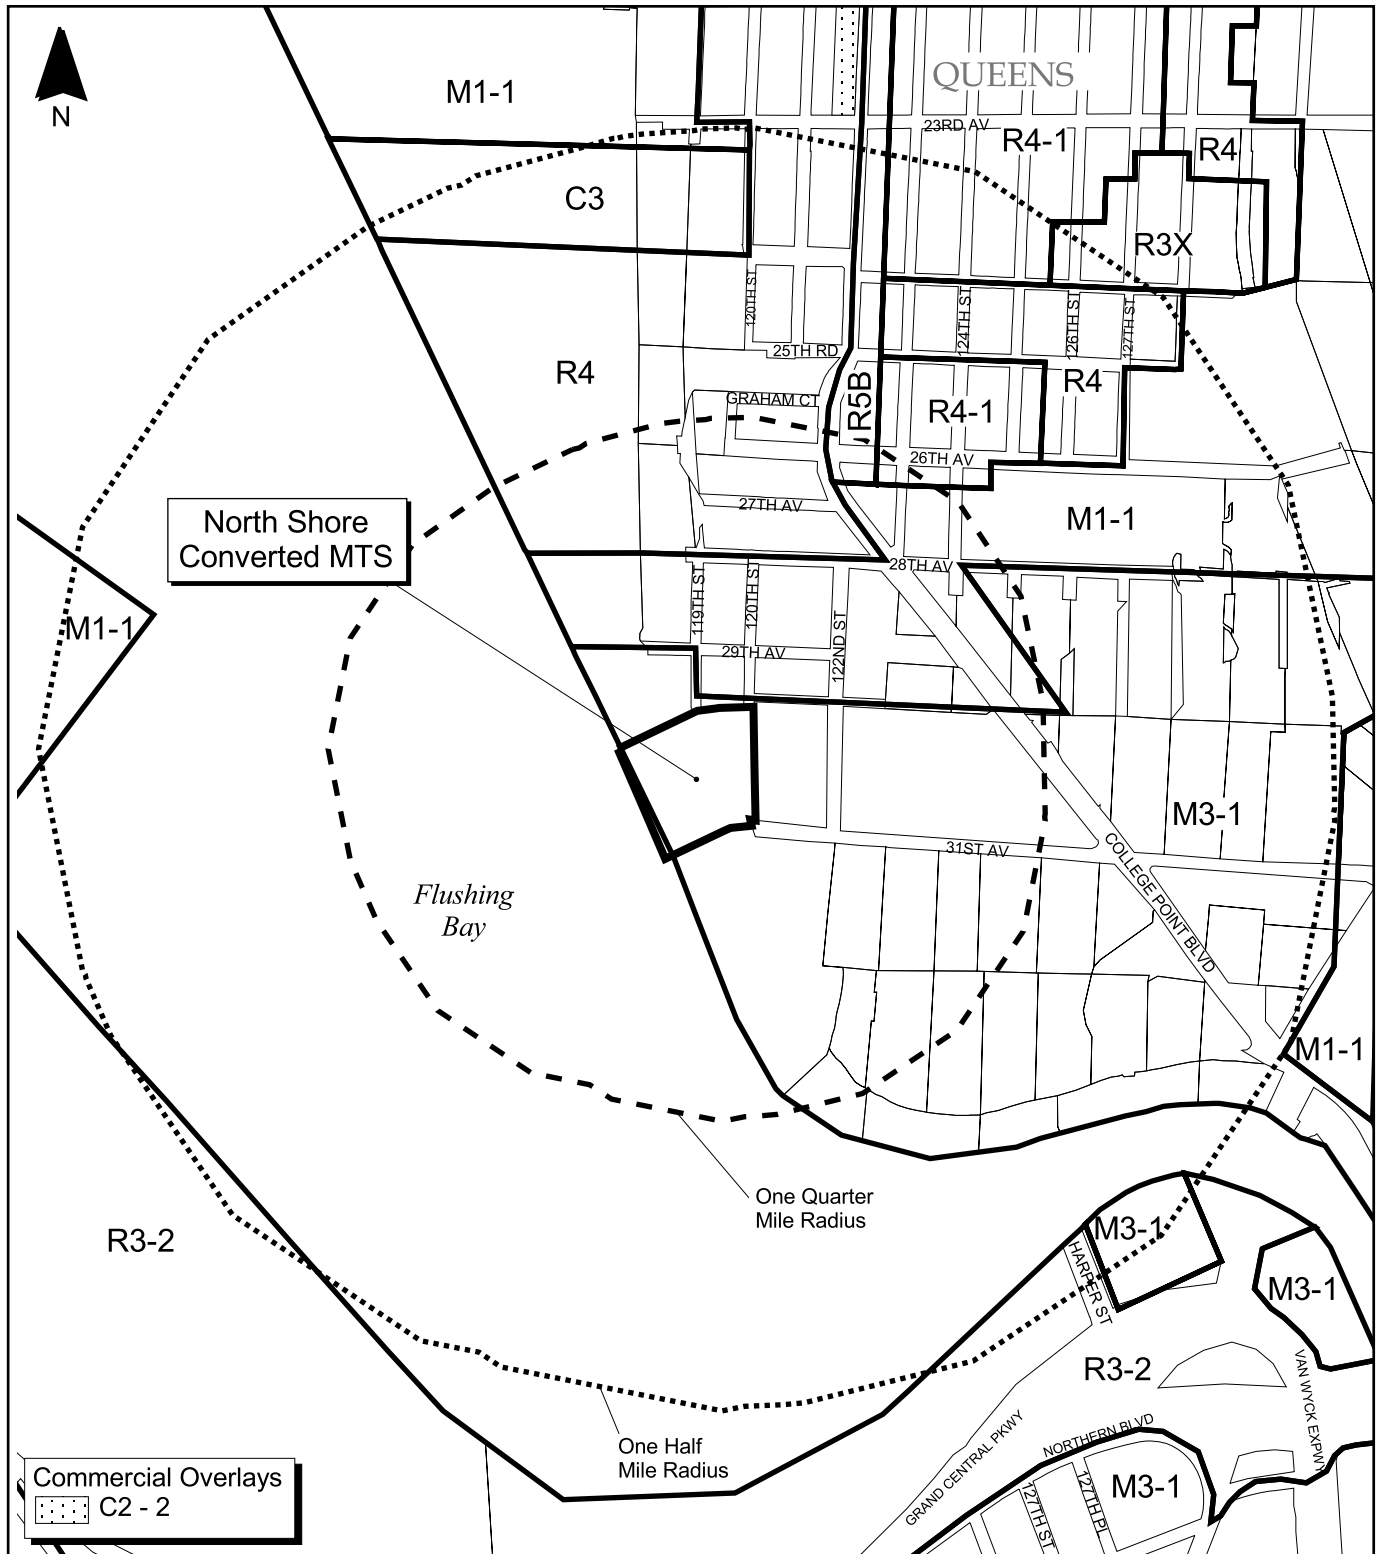 N
QUEENS
M1-1
23RD AV
R4-1
R4
C3
R3X
120TH ST
124TH ST
126TH ST
127TH ST
25TH RD
R4
GRAHAM CT
R5B
R4-1
R4
26TH AV
27TH AV
North Shore
Converted MTS
M1-1
28TH AV
119TH ST
120TH ST
122ND ST
M1-1
29TH AV
M3-1
31ST AV
COLLEGE POINT BLVD
Flushing
Bay
M1-1
One Quarter
Mile Radius
M3-1
HARPER ST
R3-2
M3-1
R3-2
VAN WYCK EXPWY
GRAND CENTRAL PKWY
NORTHERN BLVD
One Half
Mile Radius
M3-1
127TH ST
127TH PL
Commercial Overlays
C2 - 2